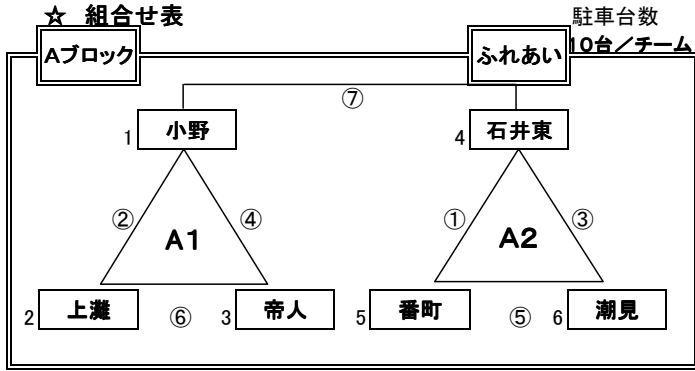 ☆ 組合せ表
駐車台数
Aブロック
ふれあい
10台/チーム
⑦
1 小野
4 石井東
② ④
① ③
A1
A2
2 上灘 ⑥ 3 帝人
5 番町 ⑤ 6 潮見